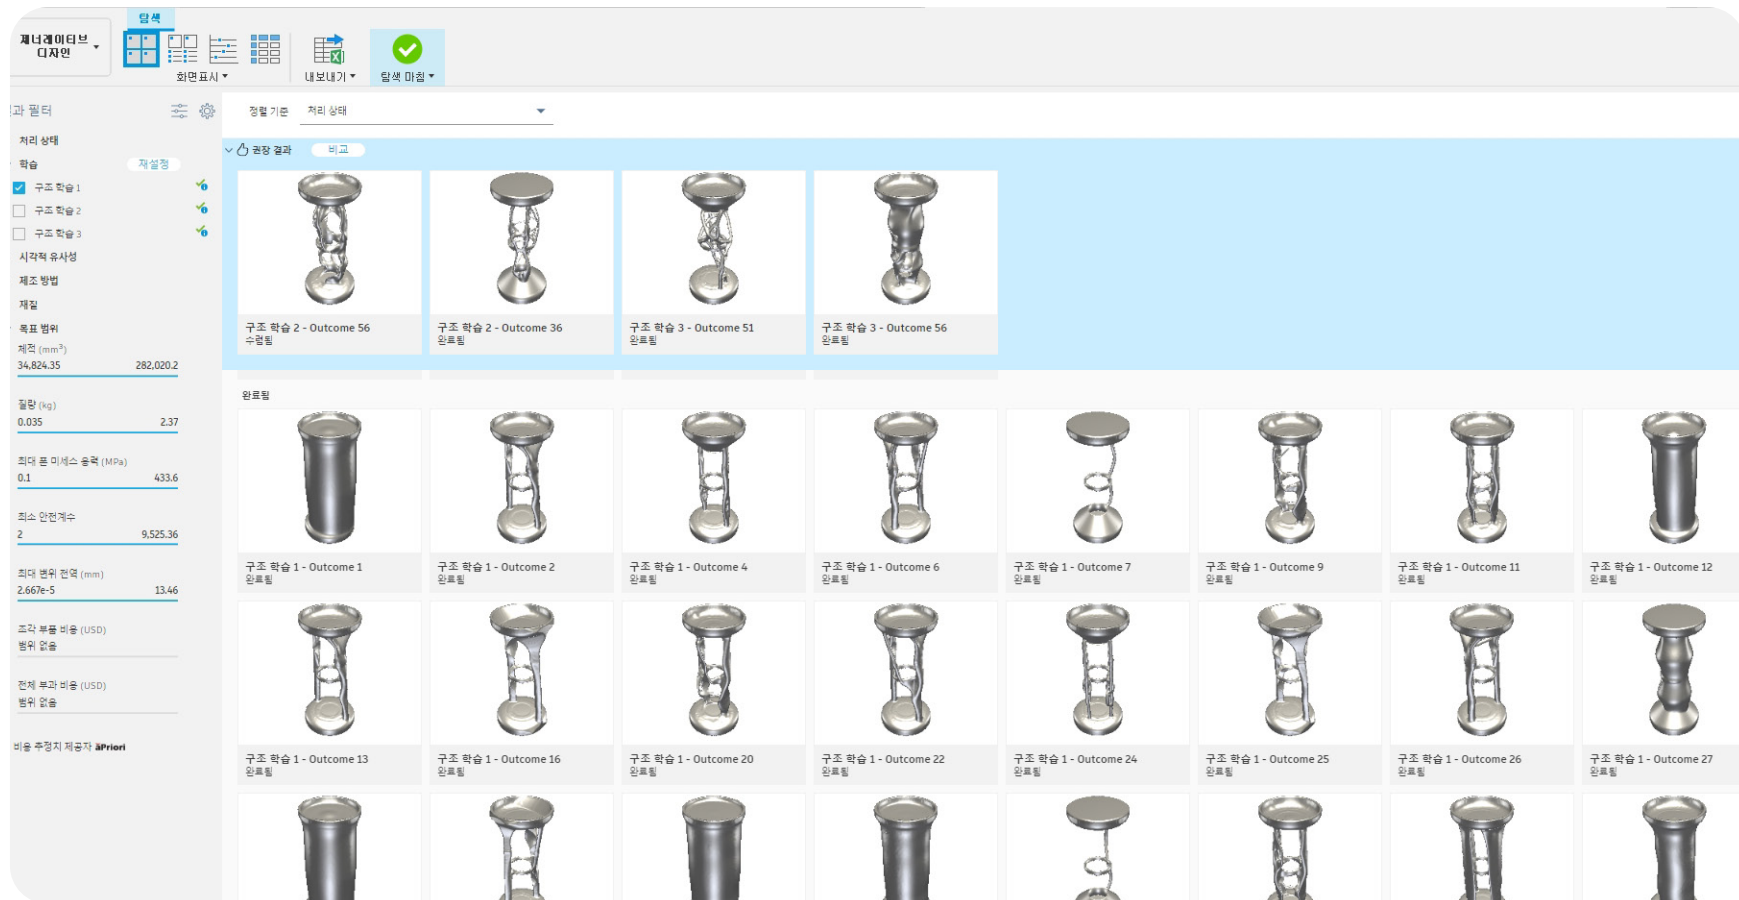 탐색
제너레이티브
디자인
화면표시
내보내기
탐색 마침
과 필터
정렬 기준 처리 상태
처리 상태
학습 재설정
구조 학습 1
구조 학습 2
구조 학습 3
시각적 유사성
제조 방법
재질
목표 범위
체적 (mm³)
34,824.35 282,020.2
질량 (kg)
0.035 2.37
최대 폰 미세스 응력 (MPa)
0.1 433.6
최소 안전계수
2 9,525.36
최대 변위 전역 (mm)
2.667e-5 13.46
조각 부품 비용 (USD)
범위 없음
전체 부과 비용 (USD)
범위 없음
비용 추정치 제공자 aPriori
권장 결과 비교
구조 학습 2 - Outcome 56
수렴됨
구조 학습 2 - Outcome 36
완료됨
구조 학습 3 - Outcome 51
완료됨
구조 학습 3 - Outcome 56
완료됨
완료됨
구조 학습 1 - Outcome 1
완료됨
구조 학습 1 - Outcome 2
완료됨
구조 학습 1 - Outcome 4
완료됨
구조 학습 1 - Outcome 6
완료됨
구조 학습 1 - Outcome 7
완료됨
구조 학습 1 - Outcome 9
완료됨
구조 학습 1 - Outcome 11
완료됨
구조 학습 1 - Outcome 12
완료됨
구조 학습 1 - Outcome 13
완료됨
구조 학습 1 - Outcome 16
완료됨
구조 학습 1 - Outcome 20
완료됨
구조 학습 1 - Outcome 22
완료됨
구조 학습 1 - Outcome 24
완료됨
구조 학습 1 - Outcome 25
완료됨
구조 학습 1 - Outcome 26
완료됨
구조 학습 1 - Outcome 27
완료됨